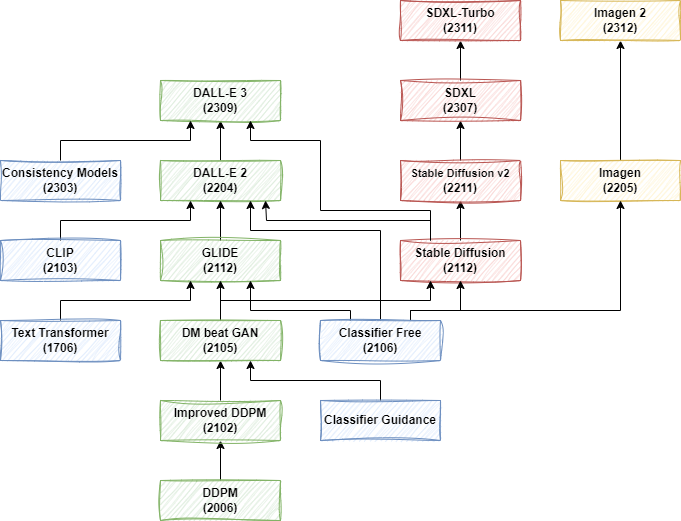 SDXL-Turbo
(2311)
Imagen 2
(2312)
DALL-E 3
(2309)
SDXL
(2307)
Consistency Models
(2303)
DALL-E 2
(2204)
Stable Diffusion v2
(2211)
Imagen
(2205)
CLIP
(2103)
GLIDE
(2112)
Stable Diffusion
(2112)
Text Transformer
(1706)
DM beat GAN
(2105)
Classifier Free
(2106)
Improved DDPM
(2102)
Classifier Guidance
DDPM
(2006)